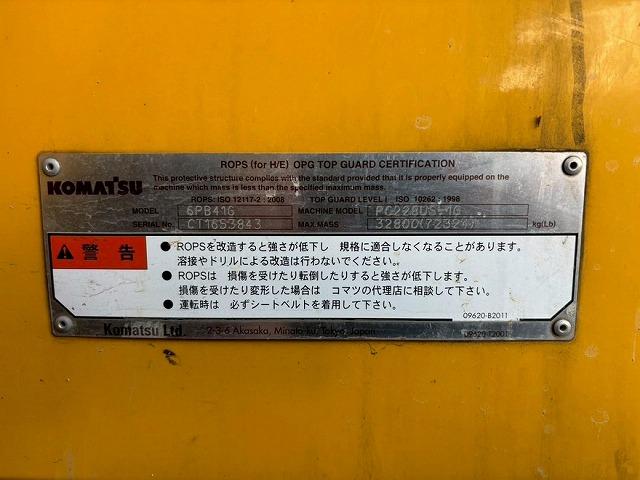 ROPS (for H/E) OPG TOP GUARD CERTIFICATION
KOMATSU
This protective structure complies with the standard provided that it is properly equipped on the
machine which mass is less than the specified maximum mass.
ROPS: ISO 12117-2 : 2008 TOP GUARD LEVEL I ISO 10262 : 1998
MODEL 6PB41G MACHINE MODEL PC228US-1G
SERIAL No. CT16S3843 MAX.MASS 32800(72324) kg(Lb)
警告
● ROPSを改造すると強さが低下し 規格に適合しなくなることがあります。
溶接やドリルによる改造は行わないでください。
● ROPSは 損傷を受けたり転倒したりすると強さが低下します。
損傷を受けたり変形した場合は コマツの代理店に相談して下さい。
● 運転時は 必ずシートベルトを着用して下さい。
09620-B2011
Komatsu Ltd. 2-3-6 Akasaka, Minato-ku, Tokyo, Japan
09620-T2001